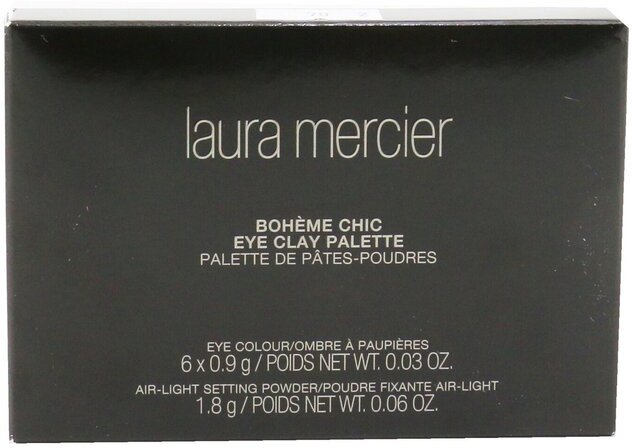 laura mercier
BOHÈME CHIC
EYE CLAY PALETTE
PALETTE DE PÂTES-POUDRES
EYE COLOUR/OMBRE À PAUPIÈRES
6 x 0.9 g / POIDS NET WT. 0.03 OZ.
AIR-LIGHT SETTING POWDER/POUDRE FIXANTE AIR-LIGHT
1.8 g / POIDS NET WT. 0.06 OZ.